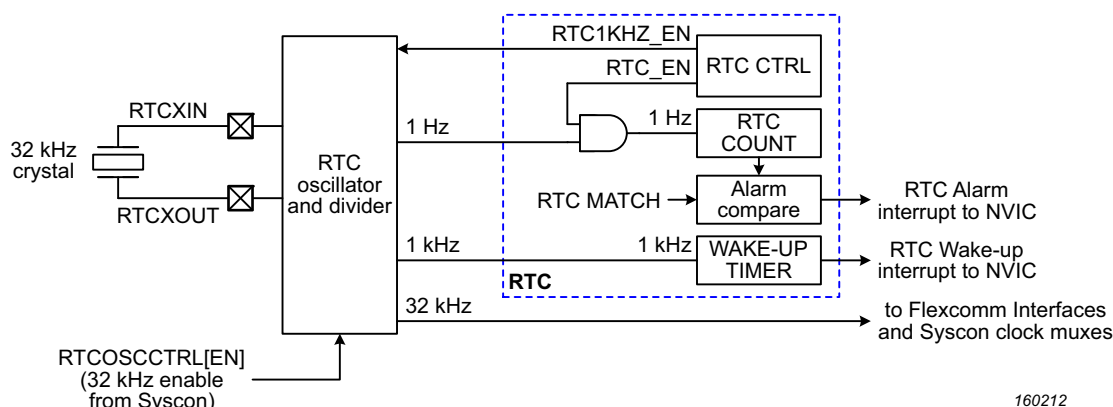 RTC1KHZ_EN
RTC CTRL
RTC_EN
RTCXIN
1 Hz
1 Hz
RTC
COUNT
32 kHz
crystal
RTC
oscillator
and divider
RTCXOUT
RTC MATCH
Alarm
compare
RTC Alarm
interrupt to NVIC
1 kHz
1 kHz
WAKE-UP
TIMER
RTC Wake-up
interrupt to NVIC
RTC
32 kHz
to Flexcomm Interfaces
and Syscon clock muxes
RTCOSCCTRL[EN]
(32 kHz enable
from Syscon)
160212